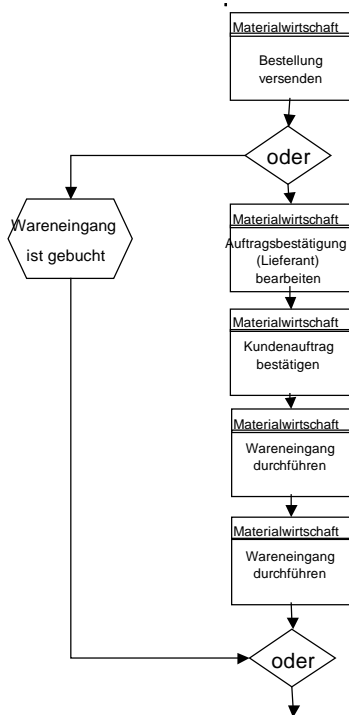 Materialwirtschaft
Bestellung
versenden
oder
Wareneingang
ist gebucht
Materialwirtschaft
Auftragsbestätigung
(Lieferant)
bearbeiten
Materialwirtschaft
Kundenauftrag
bestätigen
Materialwirtschaft
Wareneingang
durchführen
Materialwirtschaft
Wareneingang
durchführen
oder